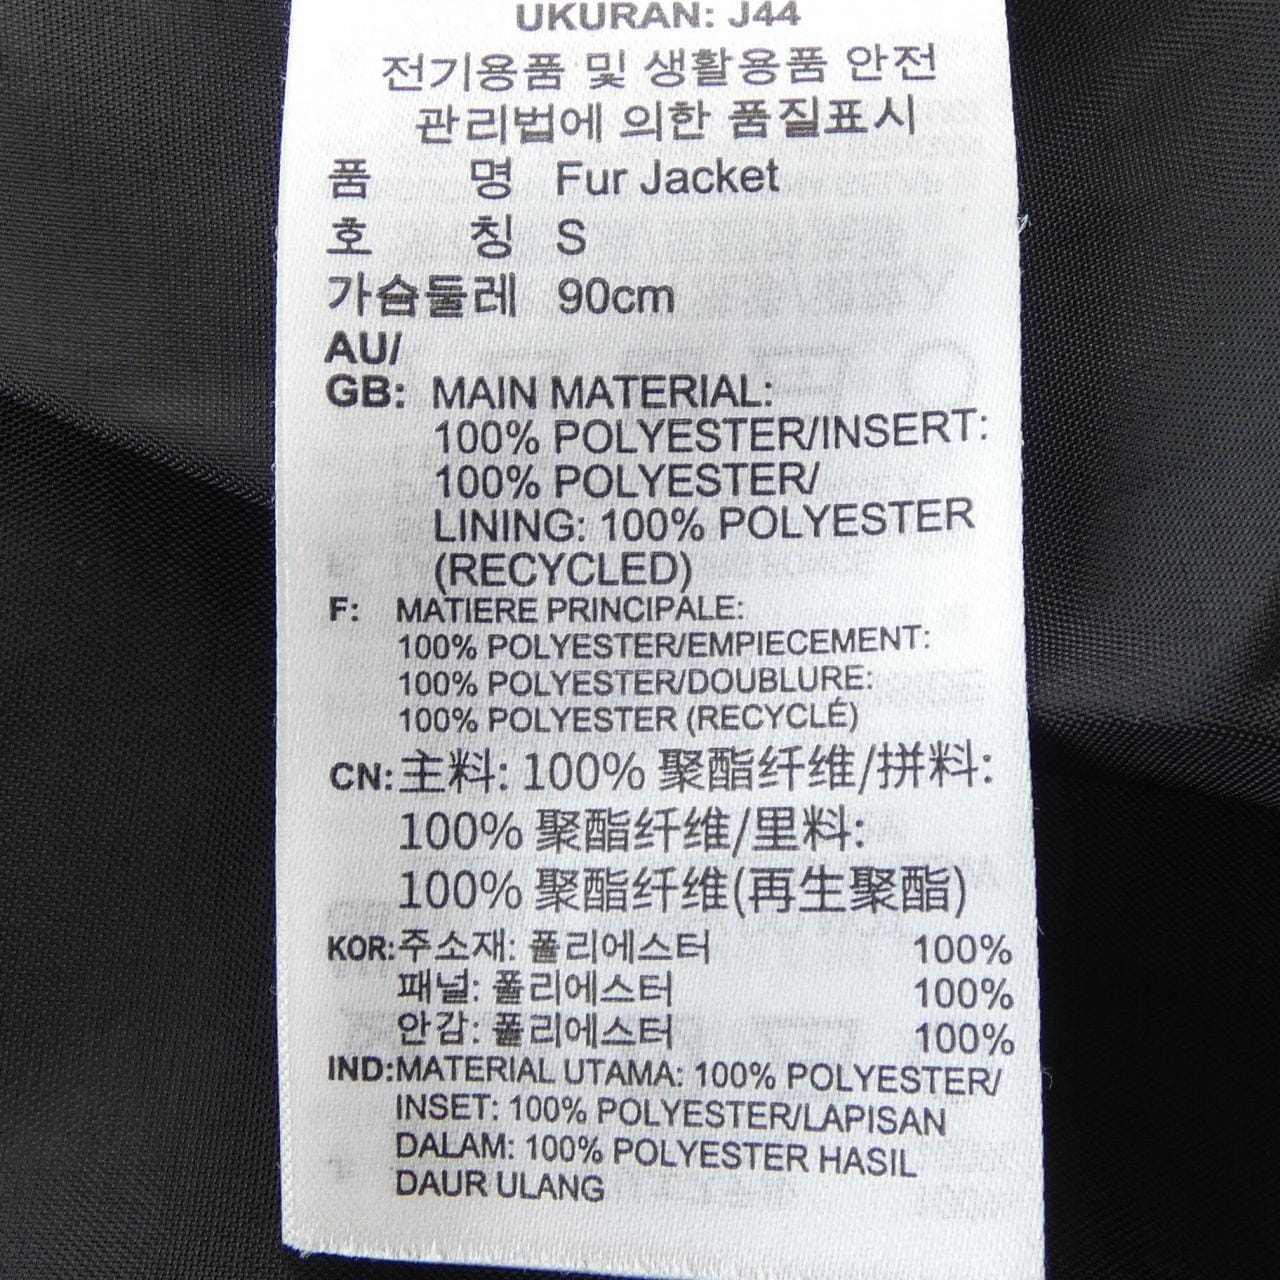 UKURAN: J44
전기용품 및 생활용품 안전
관리법에 의한 품질표시
품 명 Fur Jacket
호 칭 S
가슴둘레 90cm
AU/
GB: MAIN MATERIAL:
100% POLYESTER/INSERT:
100% POLYESTER/
LINING: 100% POLYESTER
(RECYCLED)
F: MATIERE PRINCIPALE:
100% POLYESTER/EMPIECEMENT:
100% POLYESTER/DOUBLURE:
100% POLYESTER (RECYCLÉ)
CN: 主料: 100% 聚酯纤维/拼料:
100% 聚酯纤维/里料:
100% 聚酯纤维(再生聚酯)
KOR: 주소재: 폴리에스터 100%
패널: 폴리에스터 100%
안감: 폴리에스터 100%
IND: MATERIAL UTAMA: 100% POLYESTER/
INSET: 100% POLYESTER/LAPISAN
DALAM: 100% POLYESTER HASIL
DAUR ULANG